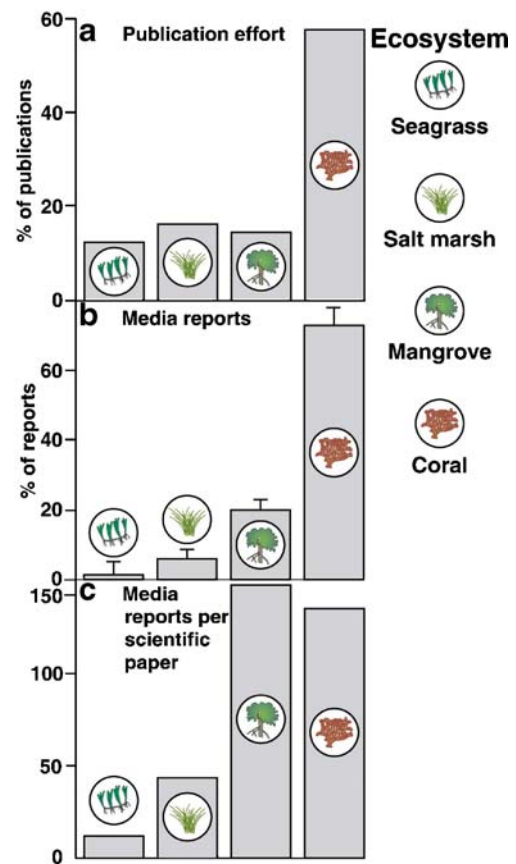 a Publication effort
% of publications
60
40
20
0
b Media reports
% of reports
60
40
20
0
c Media
reports per
scientific
paper
150
100
50
0
Ecosystem
Seagrass
Salt marsh
Mangrove
Coral